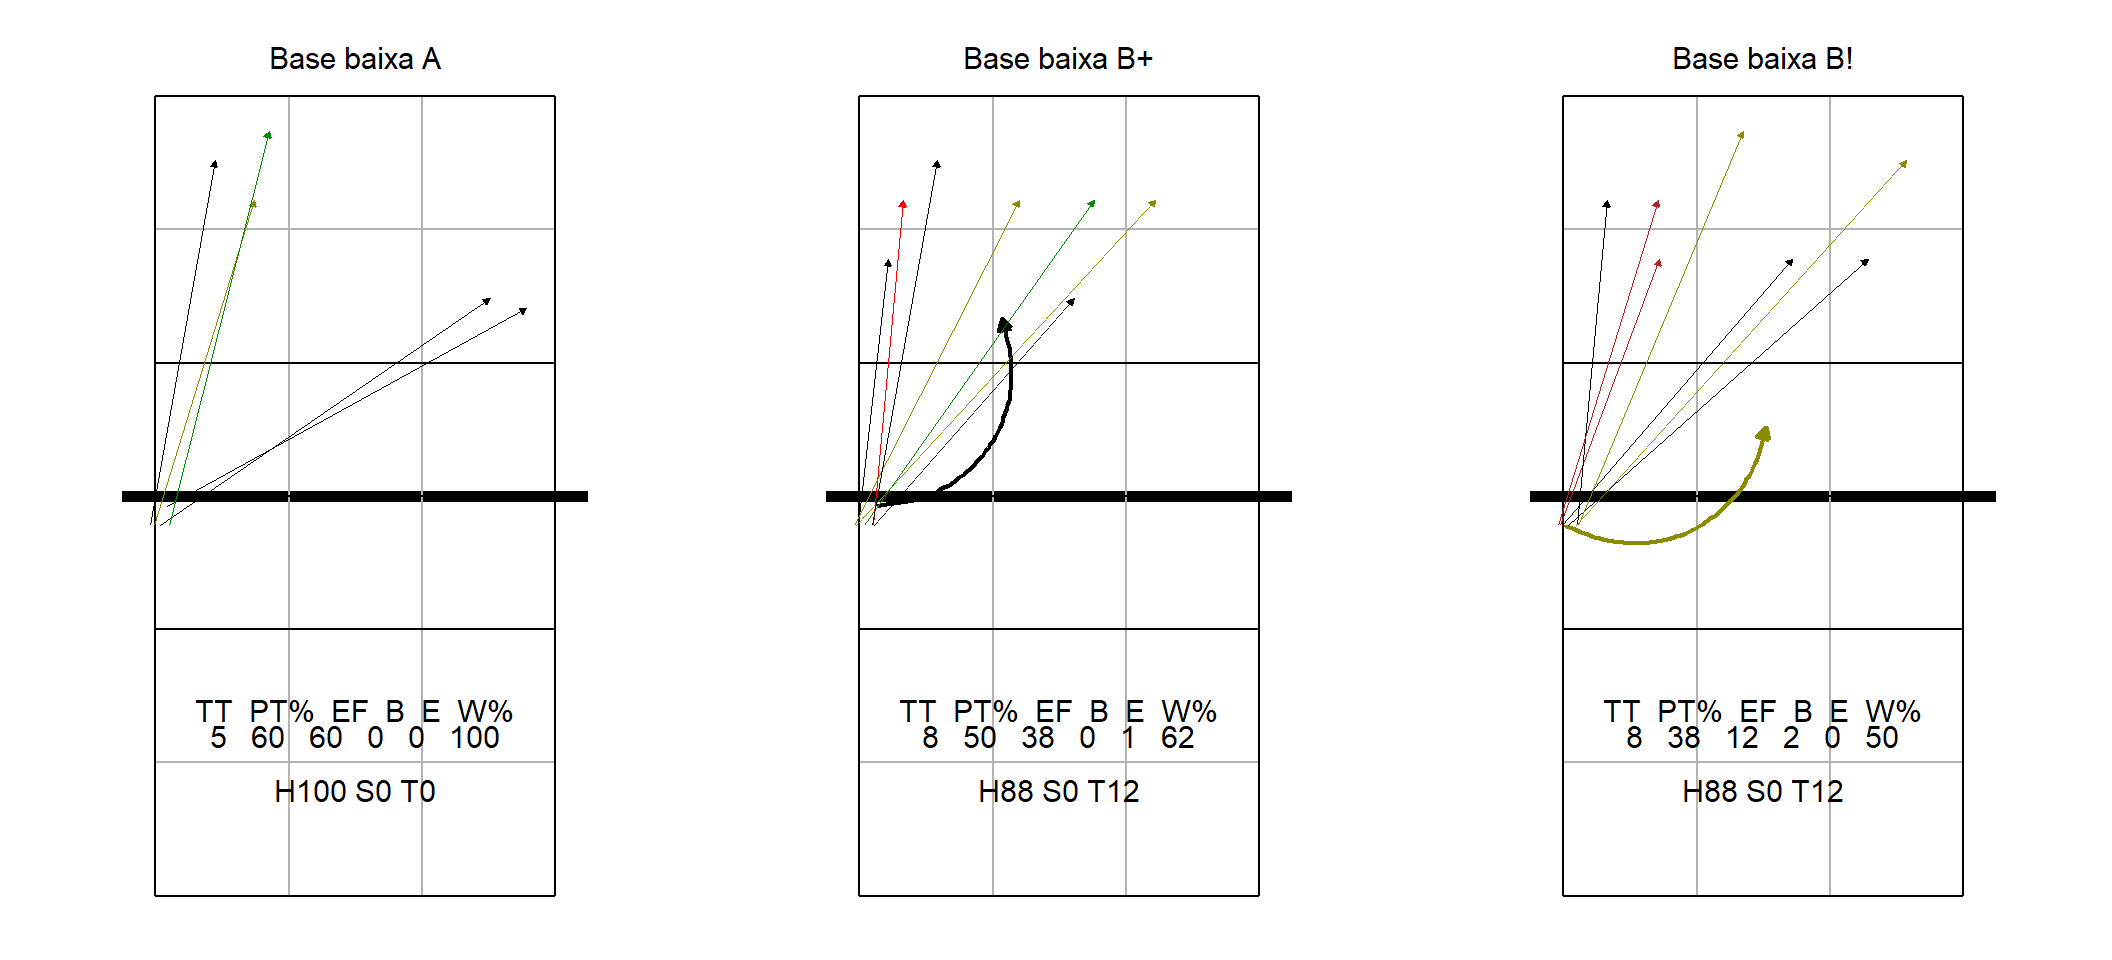 Base baixa A
TT PT% EF B E W%
5 60 60 0 0 100
H100 S0 T0
Base baixa B+
TT PT% EF B E W%
8 50 38 0 1 62
H88 S0 T12
Base baixa B!
TT PT% EF B E W%
8 38 12 2 0 50
H88 S0 T12